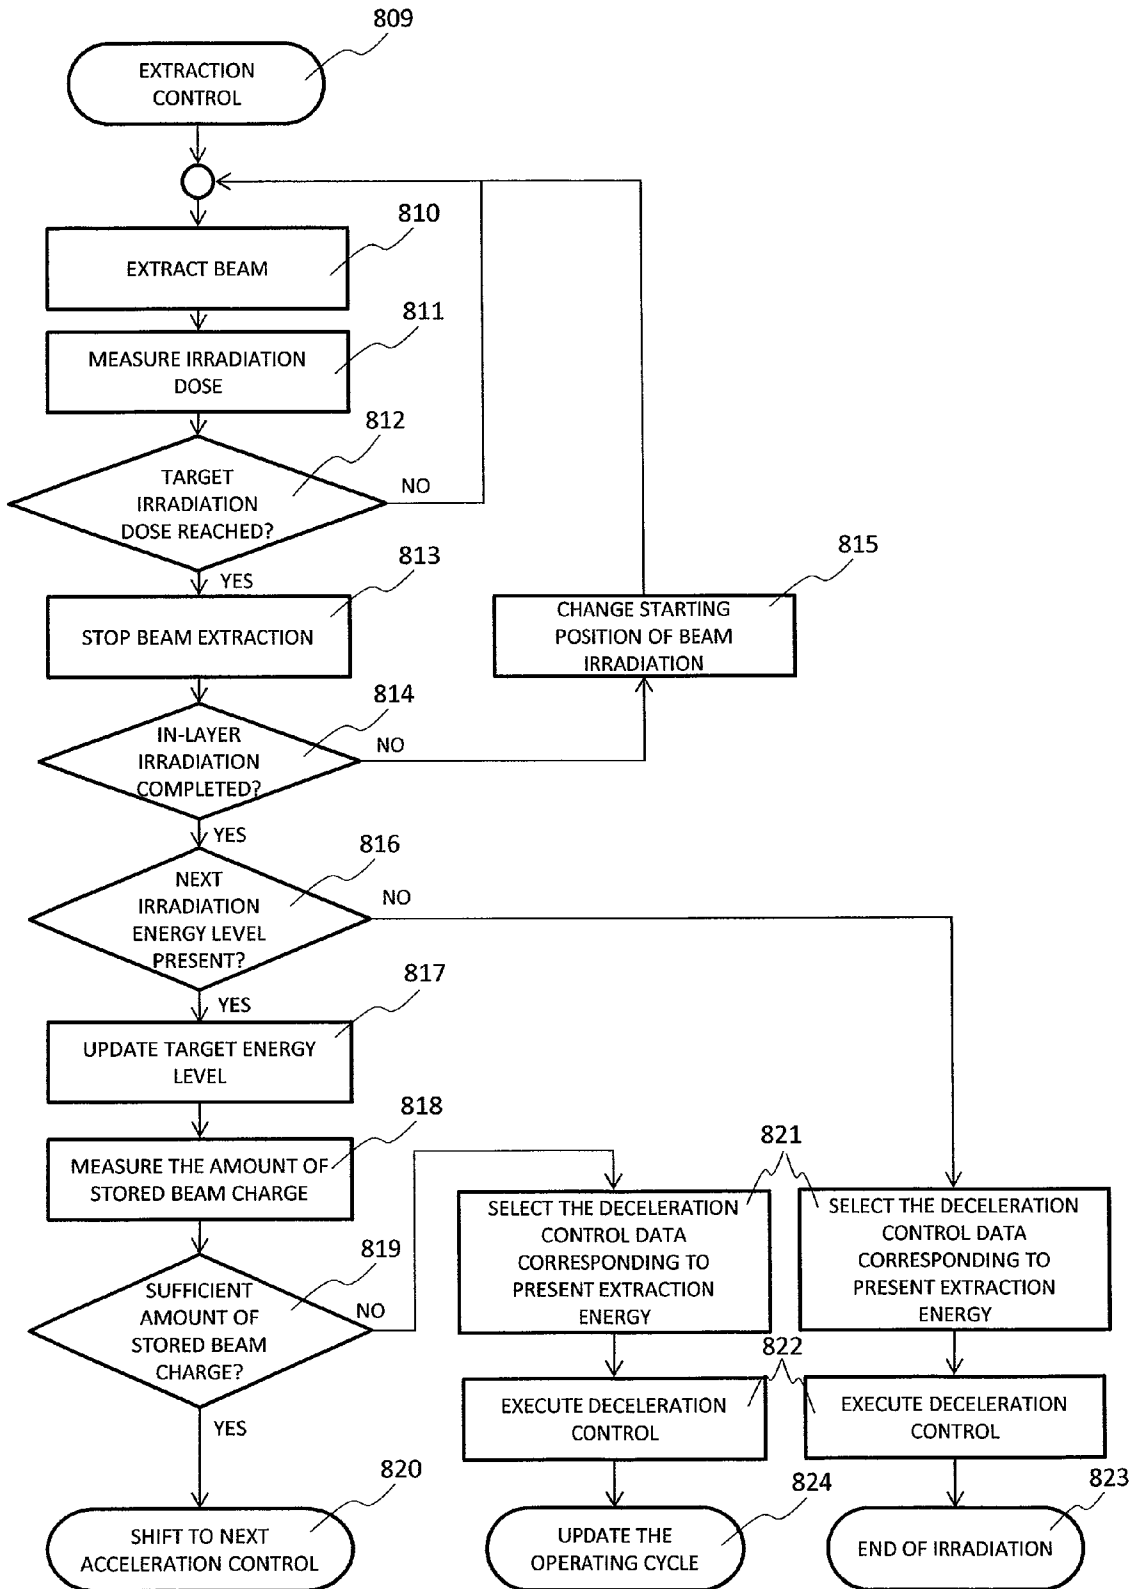 809
EXTRACTION
CONTROL
810
EXTRACT BEAM
811
MEASURE IRRADIATION
DOSE
812
TARGET
IRRADIATION
DOSE REACHED?
NO
YES
813
STOP BEAM EXTRACTION
815
CHANGE STARTING
POSITION OF BEAM
IRRADIATION
814
IN-LAYER
IRRADIATION
COMPLETED?
NO
YES
816
NEXT
IRRADIATION
ENERGY LEVEL
PRESENT?
NO
YES
817
UPDATE TARGET ENERGY
LEVEL
818
MEASURE THE AMOUNT OF
STORED BEAM CHARGE
819
SUFFICIENT
AMOUNT OF
STORED BEAM
CHARGE?
NO
YES
821
SELECT THE DECELERATION
CONTROL DATA
CORRESPONDING TO
PRESENT EXTRACTION
ENERGY
SELECT THE DECELERATION
CONTROL DATA
CORRESPONDING TO
PRESENT EXTRACTION
ENERGY
822
EXECUTE DECELERATION
CONTROL
EXECUTE DECELERATION
CONTROL
820
SHIFT TO NEXT
ACCELERATION CONTROL
824
UPDATE THE
OPERATING CYCLE
823
END OF IRRADIATION